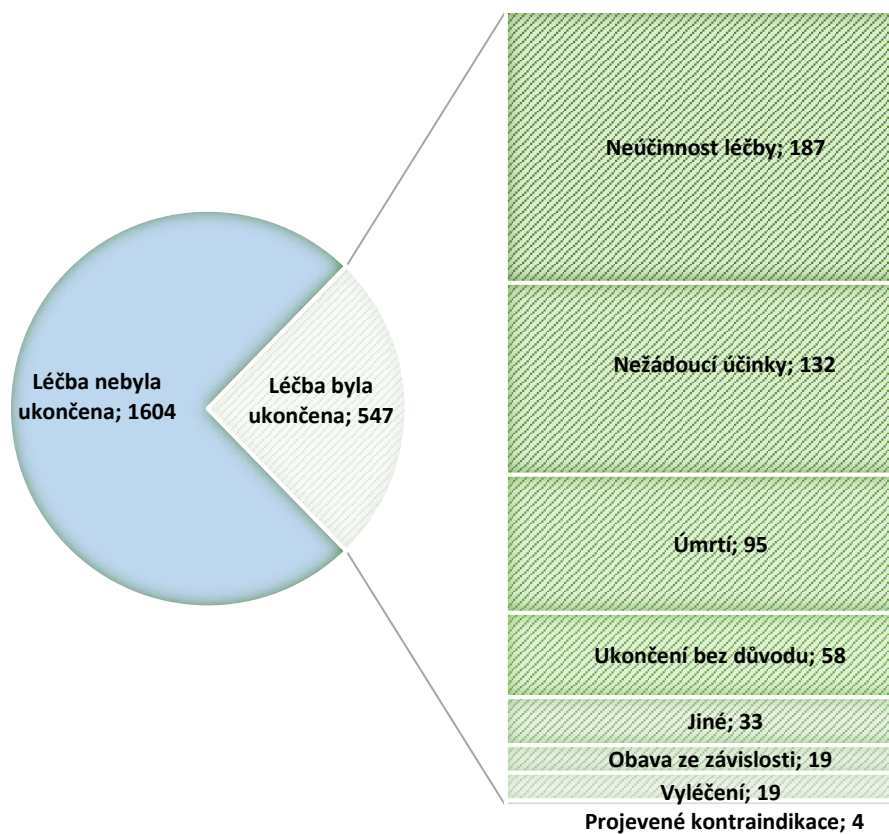 Léčba nebyla
ukončena; 1604
Léčba byla
ukončena; 547
Neúčinnost léčby; 187
Nežádoucí účinky; 132
Úmrtí; 95
Ukončení bez důvodu; 58
Jiné; 33
Obava ze závislosti; 19
Vyléčení; 19
Projevené kontraindikace; 4